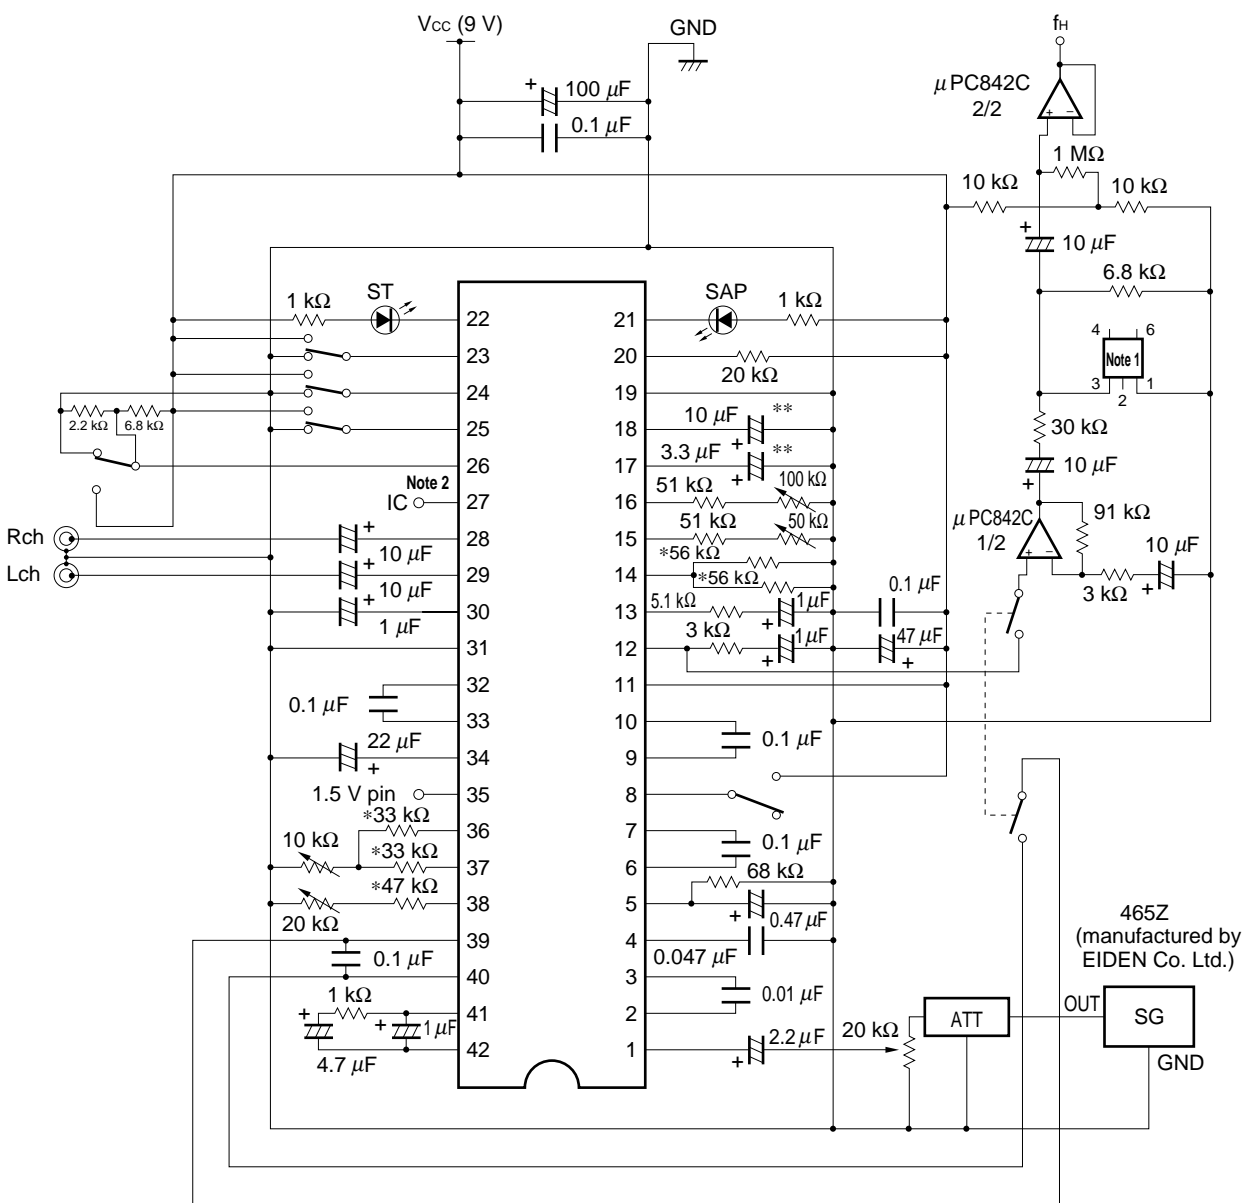 VCC (9 V)
GND
fH
+
100 µF
0.1 µF
µPC842C
2/2
+ −
1 MΩ
10 kΩ
10 kΩ
+
10 µF
6.8 kΩ
4 6
Note 1
3 1
2
30 kΩ
10 µF
+
µPC842C
1/2
+ −
91 kΩ
10 µF
3 kΩ
+
1 kΩ
ST
22
23
24
2.2 kΩ
6.8 kΩ
25
26
Note 2
IC
27
Rch
+
28
10 µF
Lch
+
29
10 µF
+
30
1 µF
31
32
0.1 µF
33
22 µF
34
+
1.5 V pin
35
*33 kΩ
36
10 kΩ
*33 kΩ
37
*47 kΩ
38
20 kΩ
39
0.1 µF
40
1 kΩ
+
+
1 µF
41
4.7 µF
42
21
SAP
1 kΩ
20
20 kΩ
19
10 µF
**
18
+
3.3 µF
**
17
+
100 kΩ
51 kΩ
16
51 kΩ
50 kΩ
15
*56 kΩ
14
*56 kΩ
0.1 µF
5.1 kΩ
1 µF
13
+
3 kΩ
1 µF
47 µF
12
+
+
11
10
0.1 µF
9
8
7
0.1 µF
6
68 kΩ
5
+
0.47 µF
4
0.047 µF
3
0.01 µF
2
2.2 µF
1
+
20 kΩ
ATT
OUT
465Z
(manufactured by
EIDEN Co. Ltd.)
SG
GND